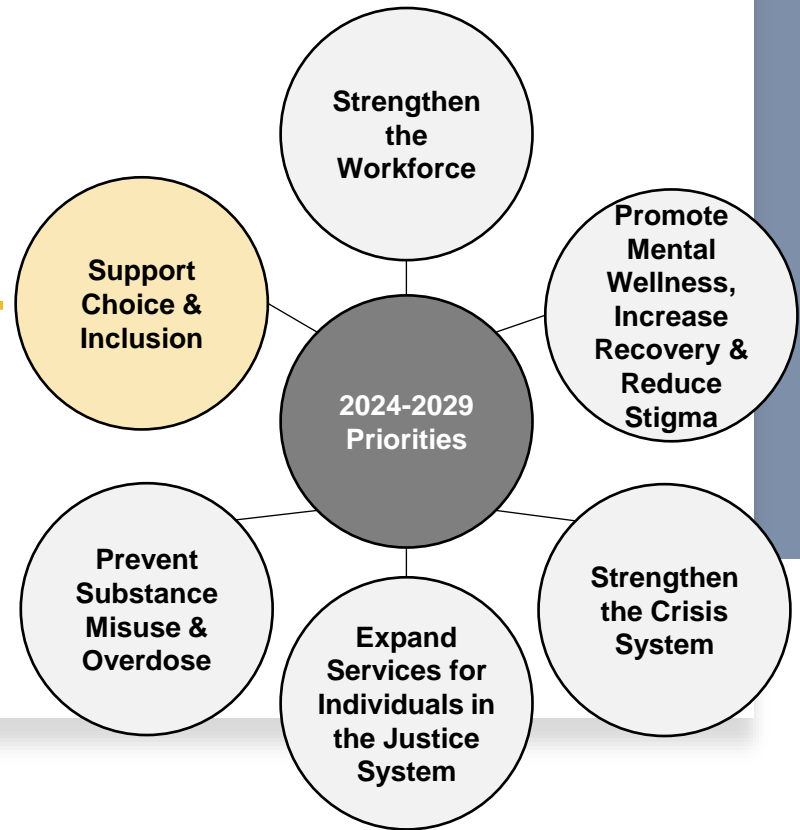 Strengthen
the
Workforce
Promote
Mental
Wellness,
Increase
Recovery &
Reduce
Stigma
Support
Choice &
Inclusion
2024-2029
Priorities
Prevent
Substance
Misuse &
Overdose
Expand
Services for
Individuals in
the Justice
System
Strengthen
the Crisis
System